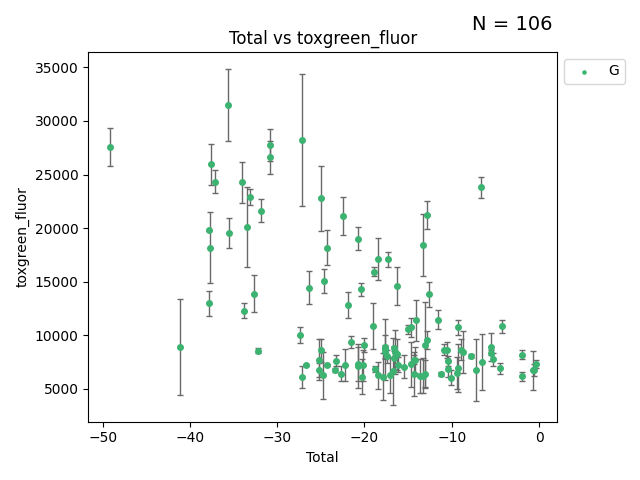 N = 106
Total vs toxgreen_fluor
G
toxgreen_fluor
35000
30000
25000
20000
15000
10000
5000
−50 −40 −30 −20 −10 0
Total